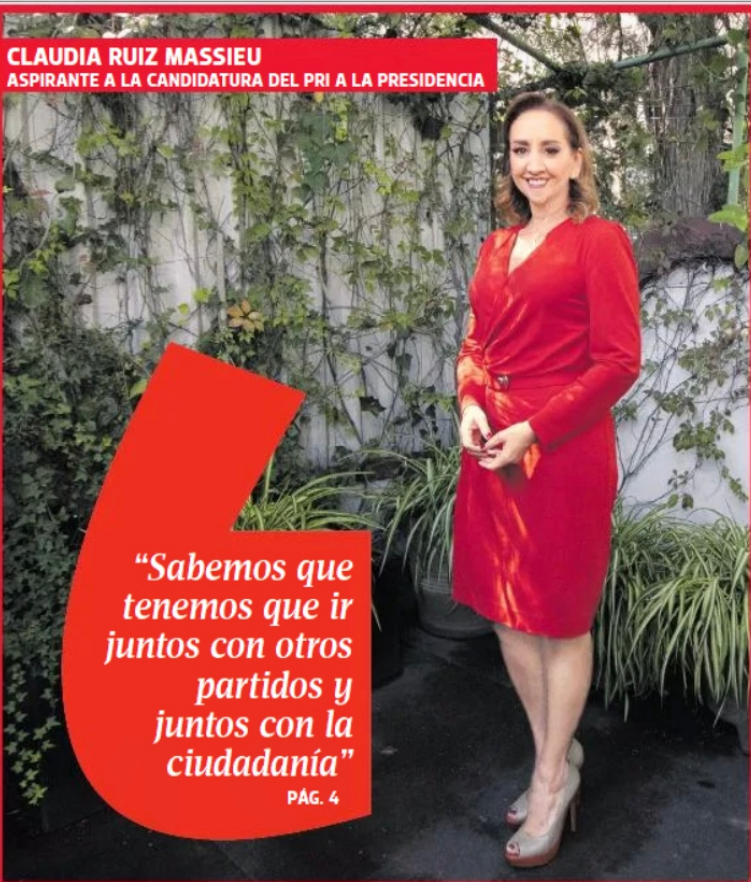 CLAUDIA RUIZ MASSIEU
ASPIRANTE A LA CANDIDATURA DEL PRI A LA PRESIDENCIA
“Sabemos que
tenemos que ir
juntos con otros
partidos y
juntos con la
ciudadanía”
PÁG. 4